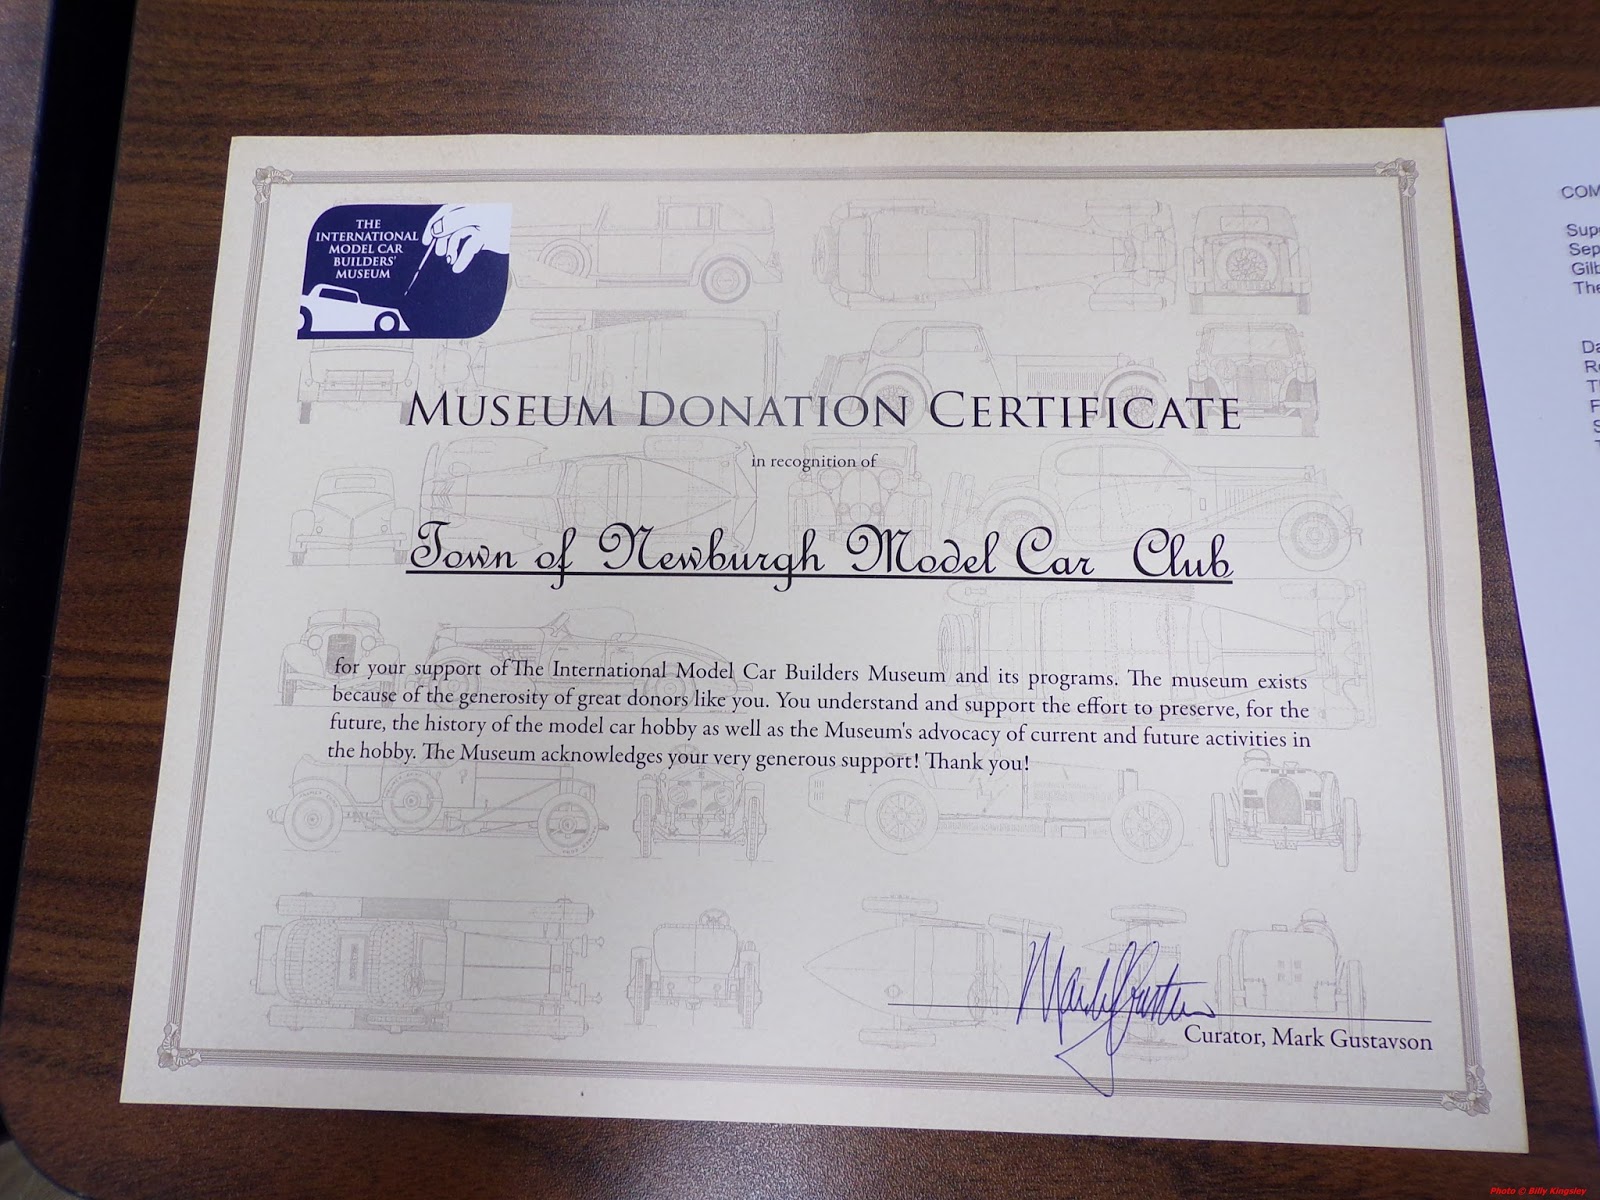 THE
INTERNATIONAL
MODEL CAR
BUILDERS'
MUSEUM
MUSEUM DONATION CERTIFICATE
in recognition of
Town of Newburgh Model Car Club
for your support of The International Model Car Builders Museum and its programs. The museum exists
because of the generosity of great donors like you. You understand and support the effort to preserve, for the
future, the history of the model car hobby as well as the Museum's advocacy of current and future activities in
the hobby. The Museum acknowledges your very generous support! Thank you!
Mark Gustavson
Curator, Mark Gustavson
Photo © Billy Kingsley